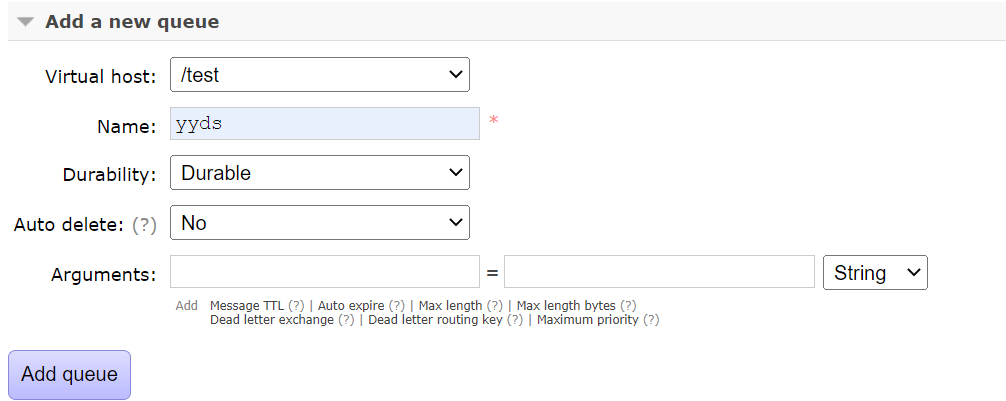 Add a new queue
Virtual host: /test
Name: yyds *
Durability: Durable
Auto delete: (?) No
Arguments: = String
Add Message TTL (?) | Auto expire (?) | Max length (?) | Max length bytes (?)
Dead letter exchange (?) | Dead letter routing key (?) | Maximum priority (?)
Add queue